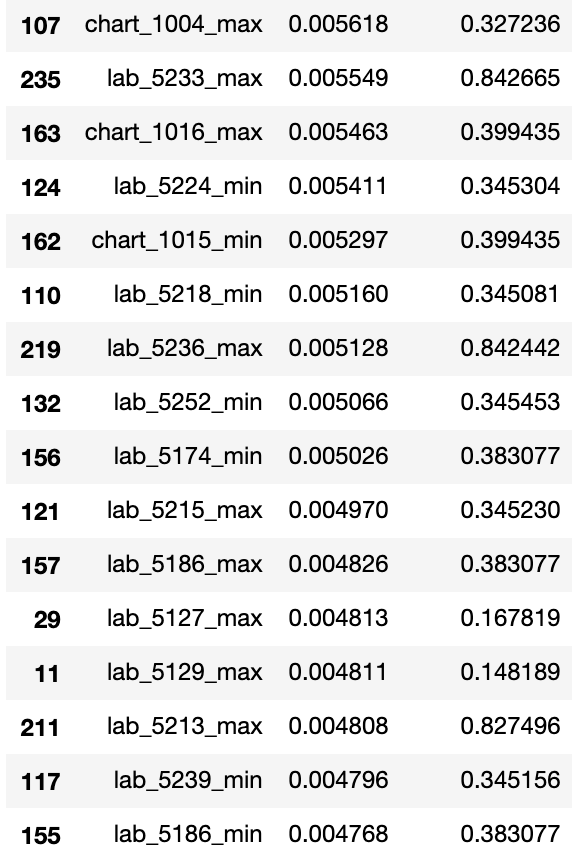 107 chart_1004_max 0.005618 0.327236
235 lab_5233_max 0.005549 0.842665
163 chart_1016_max 0.005463 0.399435
124 lab_5224_min 0.005411 0.345304
162 chart_1015_min 0.005297 0.399435
110 lab_5218_min 0.005160 0.345081
219 lab_5236_max 0.005128 0.842442
132 lab_5252_min 0.005066 0.345453
156 lab_5174_min 0.005026 0.383077
121 lab_5215_max 0.004970 0.345230
157 lab_5186_max 0.004826 0.383077
29 lab_5127_max 0.004813 0.167819
11 lab_5129_max 0.004811 0.148189
211 lab_5213_max 0.004808 0.827496
117 lab_5239_min 0.004796 0.345156
155 lab_5186_min 0.004768 0.383077